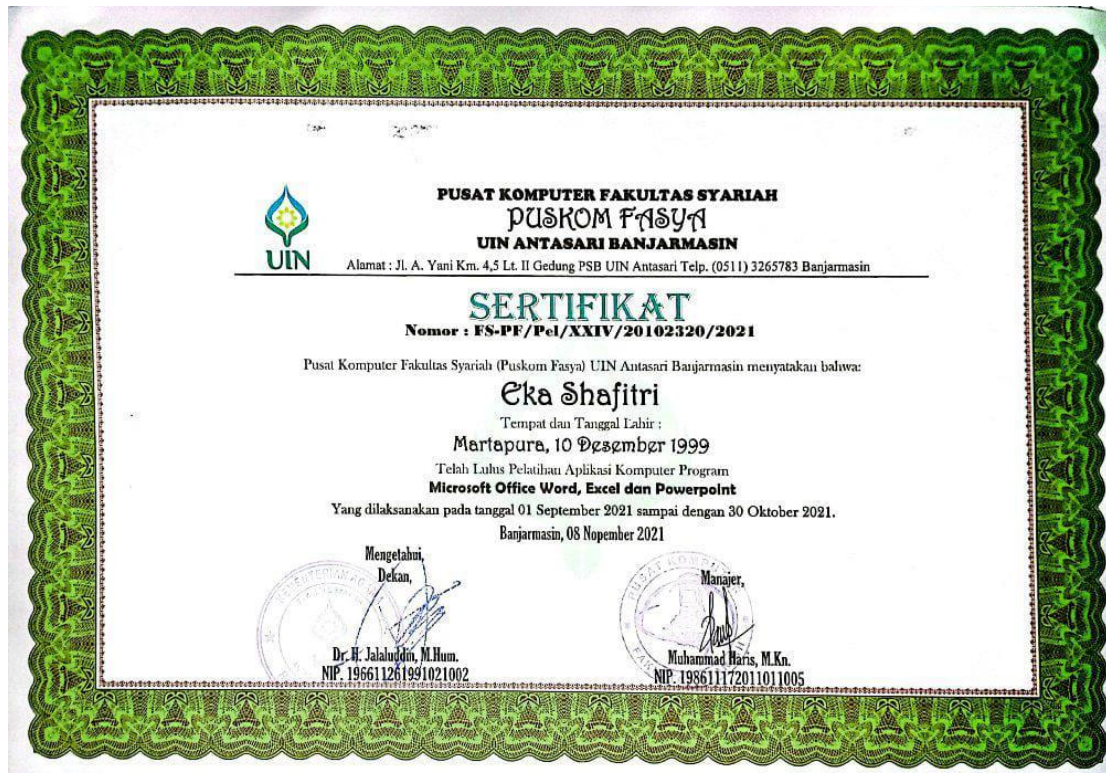 PUSAT KOMPUTER FAKULTAS SYARIAH
PUSKOM FASYA
UIN ANTASARI BANJARMASIN
UIN
Alamat : Jl. A. Yani Km. 4,5 Lt. II Gedung PSB UIN Antasari Telp. (0511) 3265783 Banjarmasin
SERTIFIKAT
Nomor : FS-PF/Pel/XXIV/20102320/2021
Pusat Komputer Fakultas Syariah (Puskom Fasya) UIN Antasari Banjarmasin menyatakan bahwa:
Eka Shafitri
Tempat dan Tanggal Lahir :
Martapura, 10 Desember 1999
Telah Lulus Pelatihan Aplikasi Komputer Program
Microsoft Office Word, Excel dan Powerpoint
Yang dilaksanakan pada tanggal 01 September 2021 sampai dengan 30 Oktober 2021.
Banjarmasin, 08 Nopember 2021
Mengetahui,
Dekan,
Dr. H. Jalaluddin, M.Hum.
NIP. 196611261991021002
Manajer,
PUSAT KOMPUT
Muhammad Haris, M.Kn.
NIP. 198611172011011005